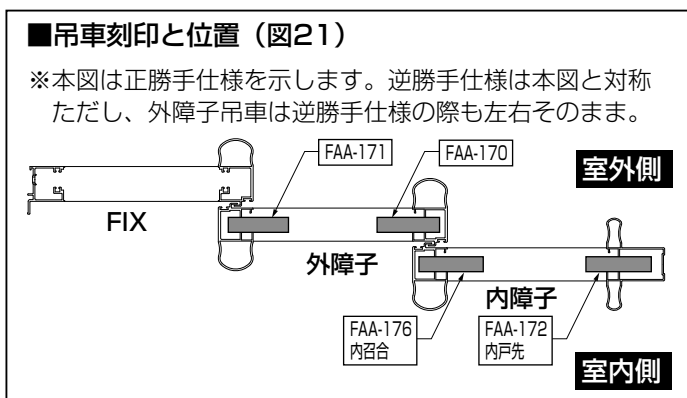 ■吊車刻印と位置（図21）
※本図は正勝手仕様を示します。逆勝手仕様は本図と対称
ただし、外障子吊車は逆勝手仕様の際も左右そのまま。
FAA-171
FAA-170
室外側
FIX
外障子
内障子
FAA-176
内召合
FAA-172
内戸先
室内側